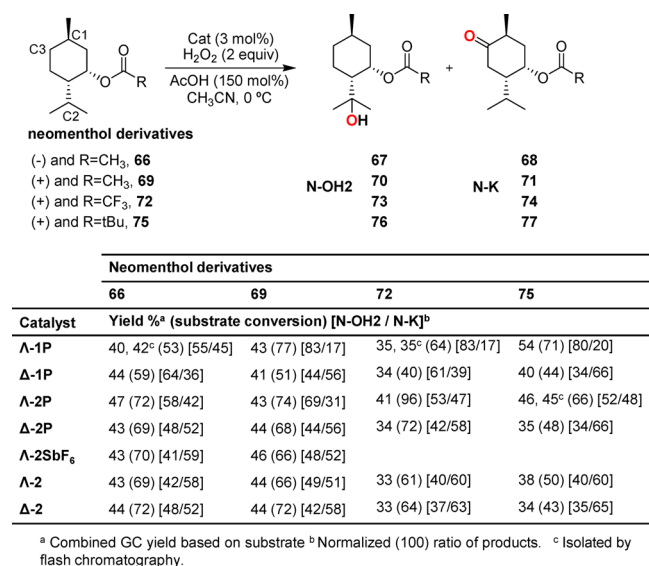 C1
C3
C2
O
O
R
Cat (3 mol%)
H2O2 (2 equiv)
AcOH (150 mol%)
CH3CN, 0 ºC
O
O
R
OH
+
O
O
O
R
neomenthol derivatives
(-) and R=CH3, 66
(+) and R=CH3, 69
(+) and R=CF3, 72
(+) and R=tBu, 75
N-OH2
67
70
73
76
N-K
68
71
74
77
Neomenthol derivatives
66 69 72 75
Catalyst Yield %a (substrate conversion) [N-OH2 / N-K]b
Λ-1P 40, 42c (53) [55/45] 43 (77) [83/17] 35, 35c (64) [83/17] 54 (71) [80/20]
Δ-1P 44 (59) [64/36] 41 (51) [44/56] 34 (40) [61/39] 40 (44) [34/66]
Λ-2P 47 (72) [58/42] 43 (74) [69/31] 41 (96) [53/47] 46, 45c (66) [52/48]
Δ-2P 43 (69) [48/52] 44 (68) [44/56] 34 (72) [42/58] 35 (48) [34/66]
Λ-2SbF6 43 (70) [41/59] 46 (66) [48/52]
Λ-2 43 (69) [42/58] 44 (66) [49/51] 33 (61) [40/60] 38 (50) [40/60]
Δ-2 44 (72) [48/52] 44 (72) [42/58] 33 (64) [37/63] 34 (43) [35/65]
a Combined GC yield based on substrate b Normalized (100) ratio of products. c Isolated by
flash chromatography.